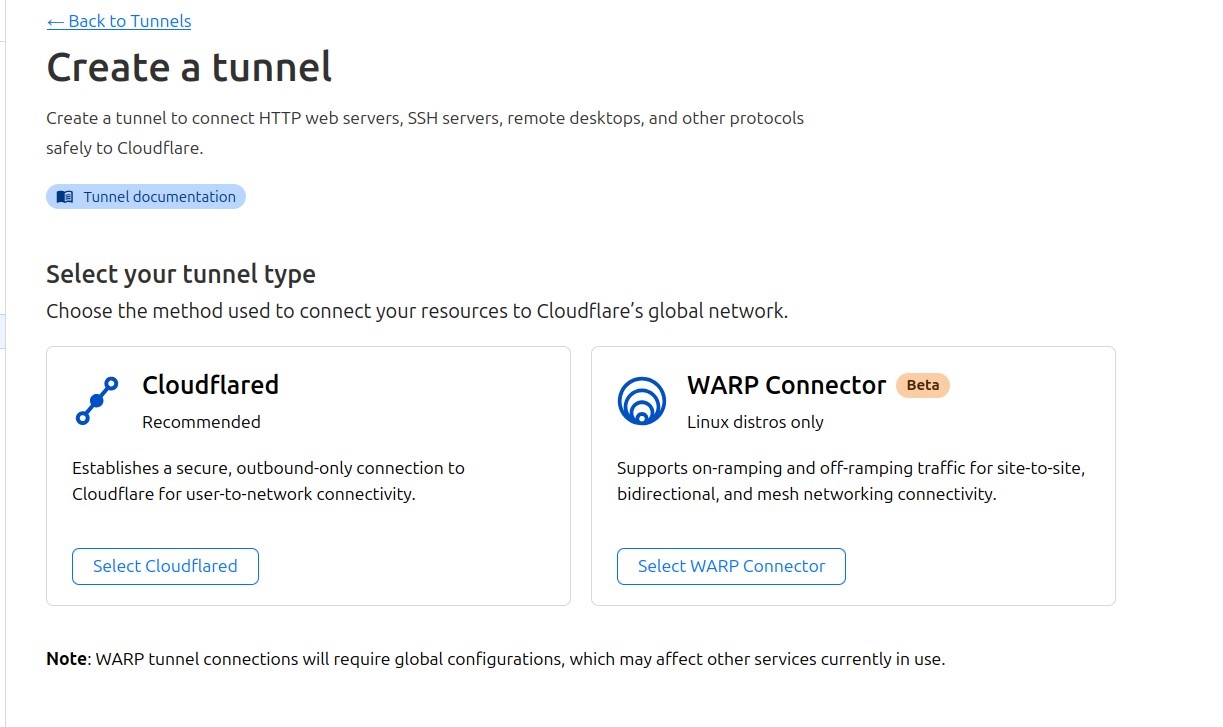 ← Back to Tunnels
Create a tunnel
Create a tunnel to connect HTTP web servers, SSH servers, remote desktops, and other protocols
safely to Cloudflare.
Tunnel documentation
Select your tunnel type
Choose the method used to connect your resources to Cloudflare’s global network.
Cloudflared
Recommended
Establishes a secure, outbound-only connection to
Cloudflare for user-to-network connectivity.
Select Cloudflared
WARP Connector Beta
Linux distros only
Supports on-ramping and off-ramping traffic for site-to-site,
bidirectional, and mesh networking connectivity.
Select WARP Connector
Note: WARP tunnel connections will require global configurations, which may affect other services currently in use.